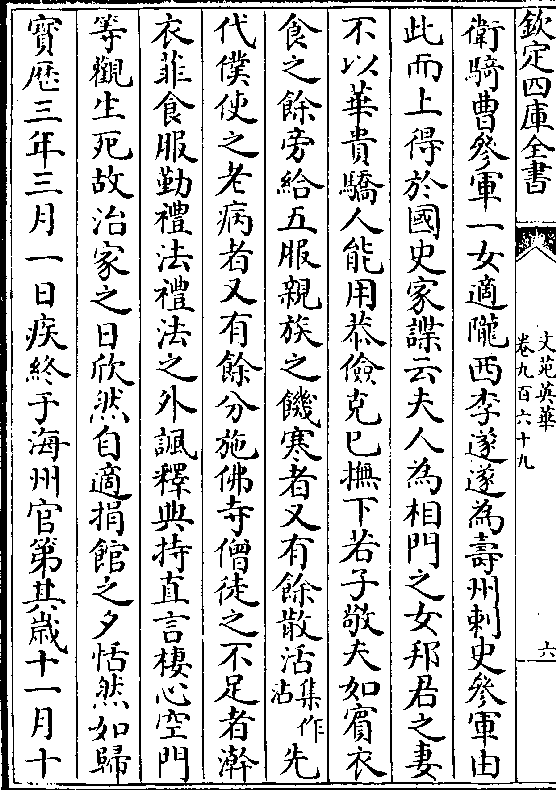 欽定四庫全書
文苑英華
卷九百六十九
六
衛騎曹參軍一女適隴西李遂遂為壽州刺史參軍由
此而上得於國史家諜云夫人為相門之女邦君之妻
不以華貴驕人能用恭儉克巳撫下若子敬夫如賔衣
食之餘旁給五服親族之饑寒者又有餘散活集作沾先
代僕使之老病者又有餘分施佛寺僧徒之不足者澣
衣菲食服勤禮法禮法之外諷釋典持直言棲心空門
等觀生死故治家之日欣然自適捐館之夕恬然如歸
寶歴三年三月一日疾終于海州官第其歳十一月十